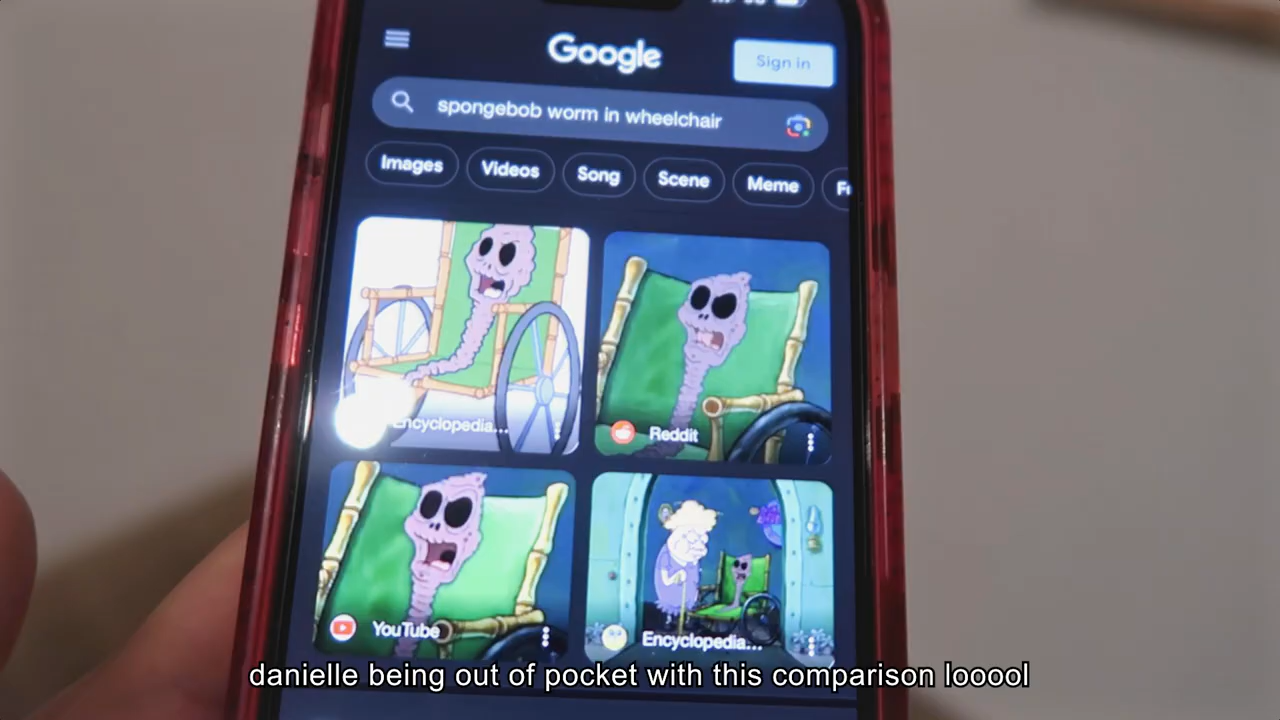 Google
Sign in
spongebob worm in wheelchair
Images
Videos
Song
Scene
Meme
Encyclopedia...
Reddit
YouTube
Encyclopedia...
danielle being out of pocket with this comparison looool